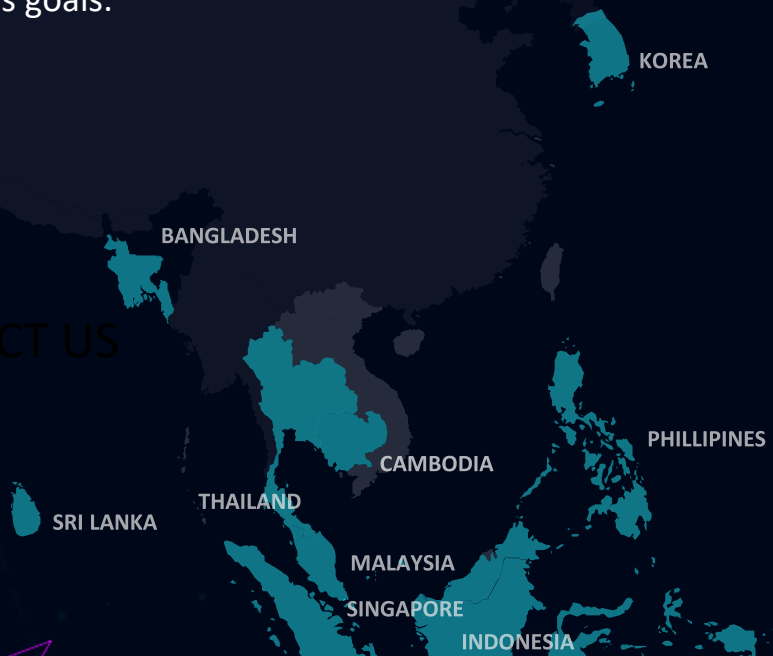 s goals.
KOREA
BANGLADESH
CT US
PHILLIPINES
CAMBODIA
THAILAND
SRI LANKA
MALAYSIA
SINGAPORE
INDONESIA